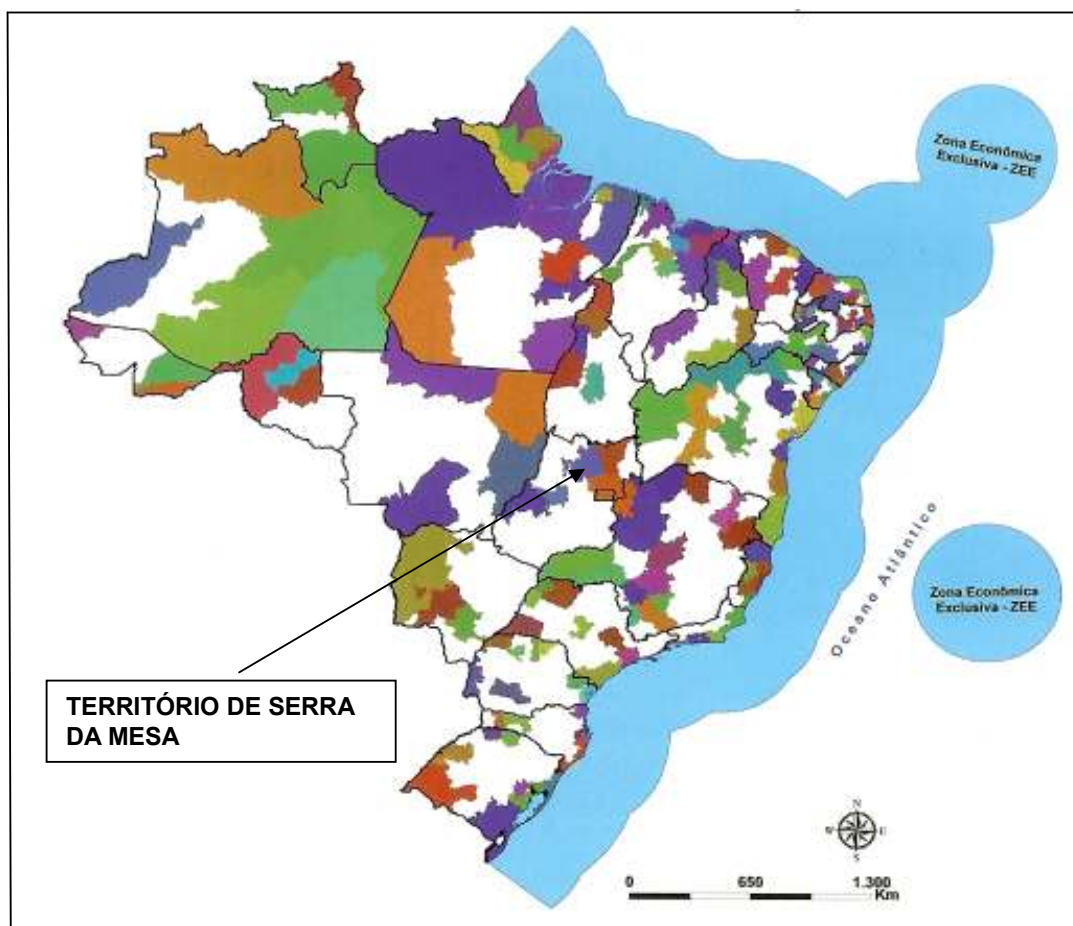 Zona Econômica
Exclusiva - ZEE
Oceano Atlântico
Zona Econômica
Exclusiva - ZEE
TERRITÓRIO DE SERRA
DA MESA
N
W
E
S
0
650
1.300
Km